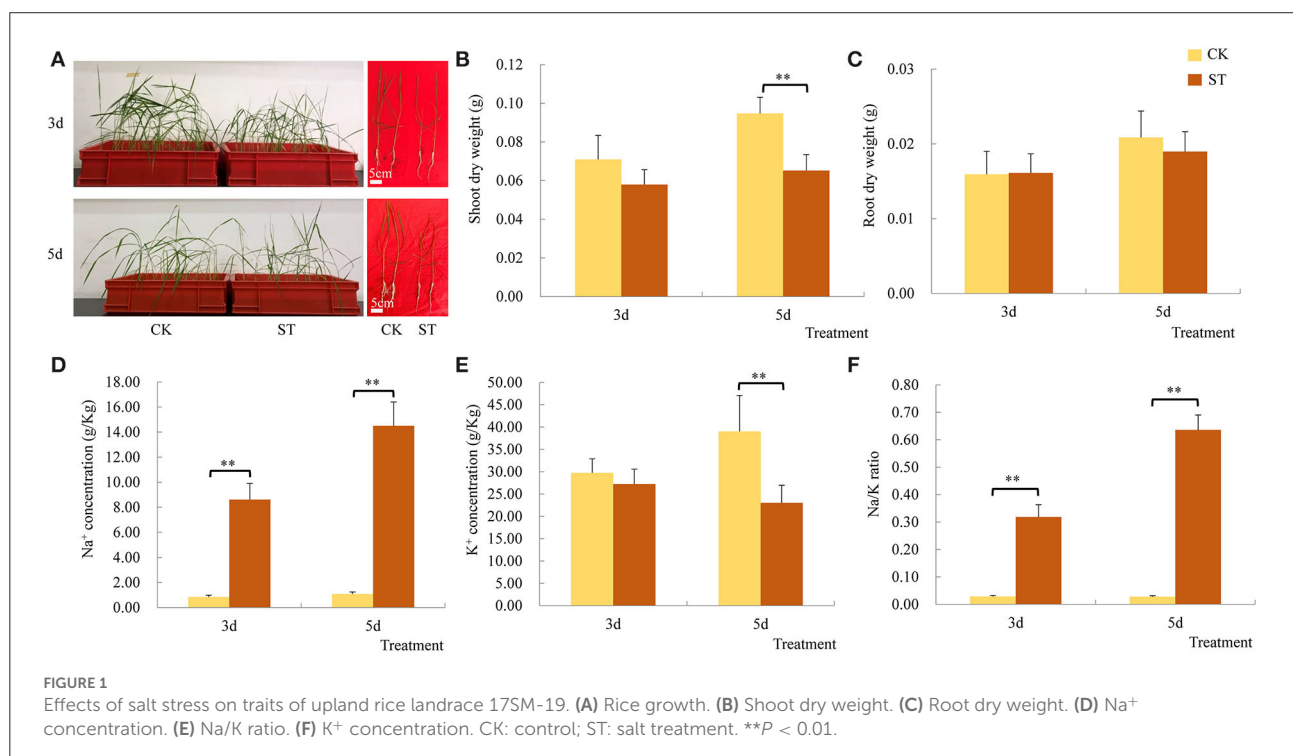 A
3d
5cm
5d
5cm
CK
ST
CK ST
B
Shoot dry weight (g)
0.12
0.10
0.08
0.06
0.04
0.02
0.00
**
3d
5d
Treatment
C
CK
ST
Root dry weight (g)
0.03
0.02
0.01
0.00
3d
5d
Treatment
D
Na⁺ concentration (g/Kg)
18.00
16.00
14.00
12.00
10.00
8.00
6.00
4.00
2.00
0.00
**
**
3d
5d
Treatment
E
K⁺ concentration (g/Kg)
50.00
45.00
40.00
35.00
30.00
25.00
20.00
15.00
10.00
5.00
0.00
**
3d
5d
Treatment
F
Na/K ratio
0.80
0.70
0.60
0.50
0.40
0.30
0.20
0.10
0.00
**
**
3d
5d
Treatment
FIGURE 1
Effects of salt stress on traits of upland rice landrace 17SM-19. (A) Rice growth. (B) Shoot dry weight. (C) Root dry weight. (D) Na⁺
concentration. (E) Na/K ratio. (F) K⁺ concentration. CK: control; ST: salt treatment. **P < 0.01.